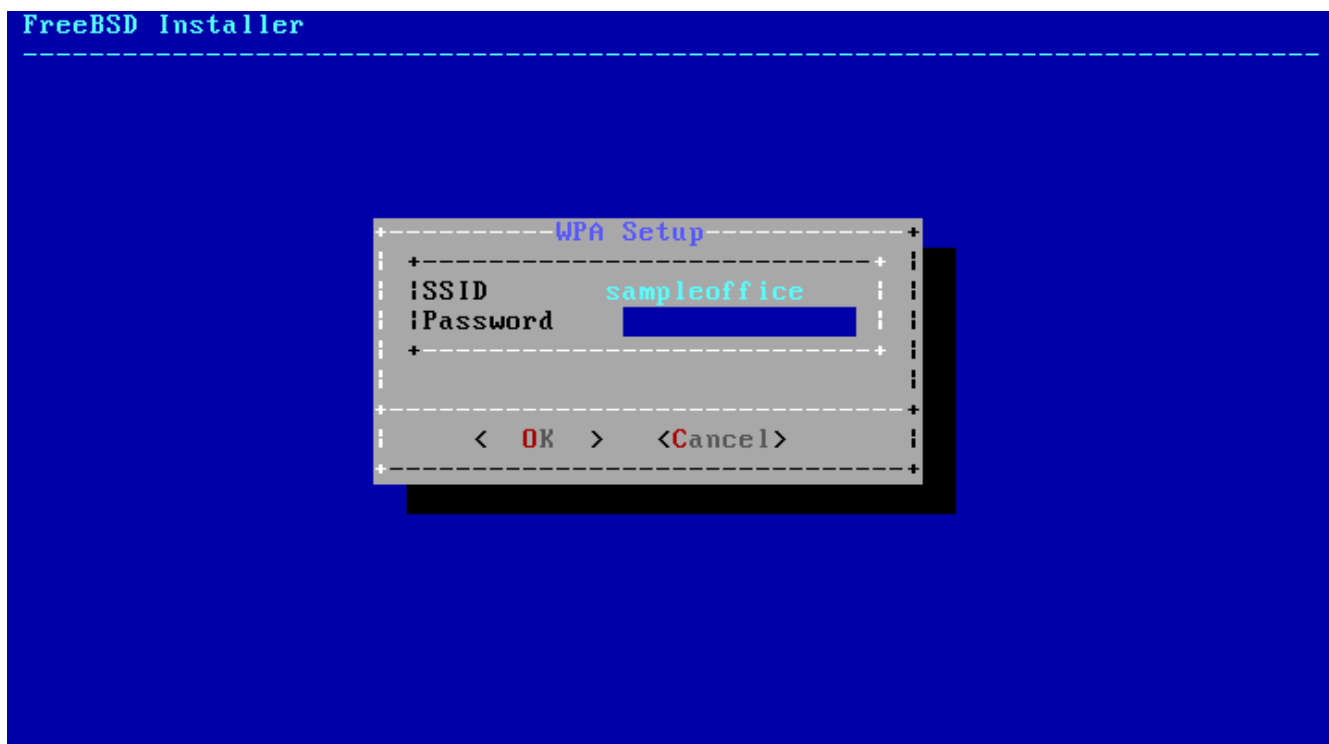 FreeBSD Installer
WPA Setup
SSID sampleoffice
Password
< OK > <Cancel>